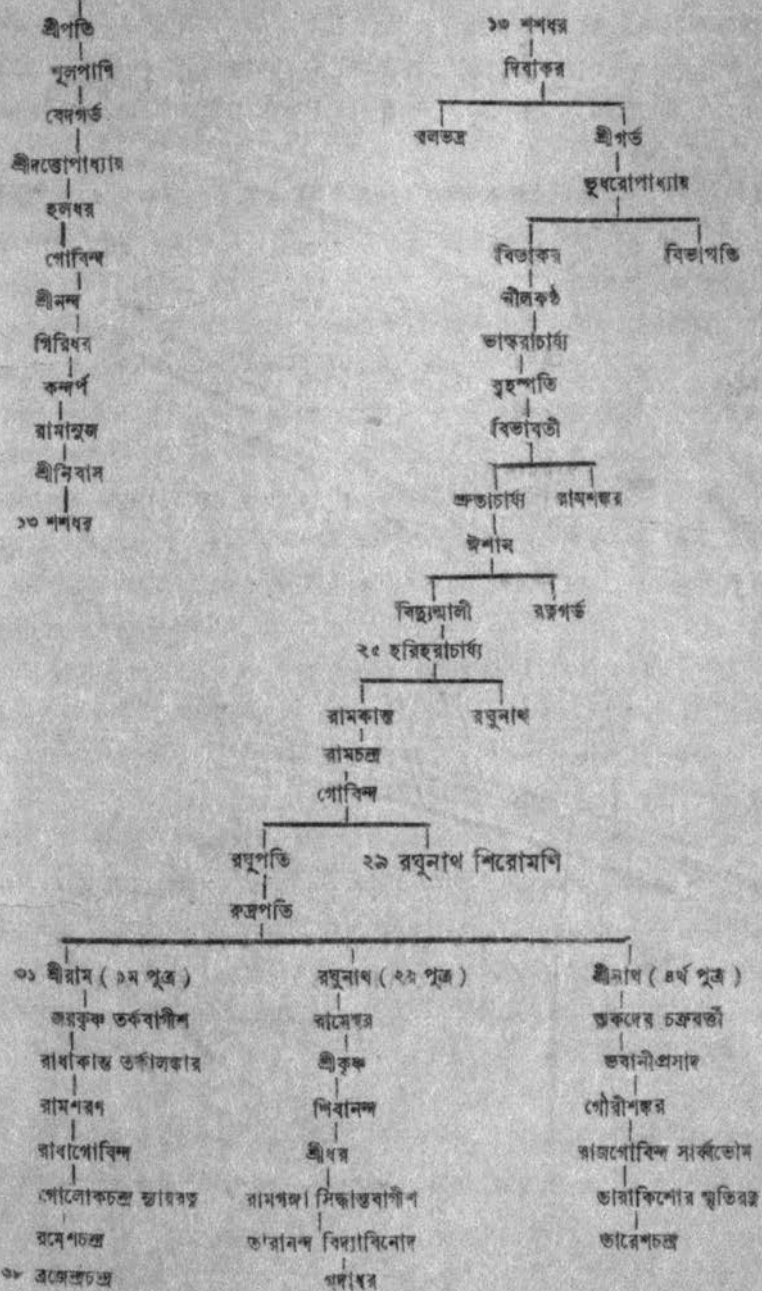 শ্রীপতি
শূলপাণি
বেদগর্ভ
শ্রীদত্তোপাধ্যায়
হলধর
গোবিন্দ
শ্রীনন্দ
গিরিধর
কন্দর্প
রামানুজ
শ্রীনিবাস
১৩ শশধর
১৩ শশধর
দিবাকর
বলভদ্র শ্রীগর্ভ
ভূধরোপাধ্যায়
বিভাকর বিভাপতি
নীলকণ্ঠ
ভাস্করাচার্য্য
বৃহস্পতি
বিভাবতী
শ্রুতাচার্য্য রামশঙ্কর
ঈশান
বিদ্যুন্মালী রত্নগর্ভ
২৫ হরিহরাচার্য্য
রামকান্ত রঘুনাথ
রামচন্দ্র
গোবিন্দ
রঘুপতি ২৯ রঘুনাথ শিরোমণি
রুদ্রপতি
৩১ শ্রীরাম ( ১ম পুত্র ) রঘুনাথ ( ২য় পুত্র ) শ্রীনাথ ( ৪র্থ পুত্র )
জয়কৃষ্ণ তর্কবাগীশ রামেশ্বর শুকদেব চক্রবর্ত্তী
রাধাকান্ত তর্কালঙ্কার শ্রীকৃষ্ণ ভবানীপ্রসাদ
রামশরণ শিবানন্দ গৌরীশঙ্কর
রাধাগোবিন্দ শ্রীধর রাজগোবিন্দ সার্ব্বভৌম
গোলোকচন্দ্র ন্যায়রত্ন রামগঙ্গা সিদ্ধান্তবাগীশ তারাকিশোর স্মৃতিরত্ন
রমেশচন্দ্র তারানন্দ বিদ্যাবিনোদ তারেশচন্দ্র
৩৮ ব্রজেন্দ্রচন্দ্র গদাধর